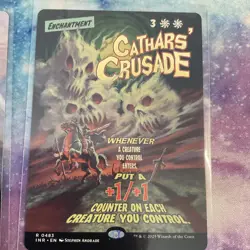 ENCHANTMENT
3
CATHARS'
CRUSADE
WHENEVER
A CREATURE
YOU CONTROL
ENTERS,
PUT A
+1/+1
COUNTER ON EACH
CREATURE YOU CONTROL.
R 0483
INR • EN STEPHEN ANDRADE
™ & © 2025 Wizards of the Coast